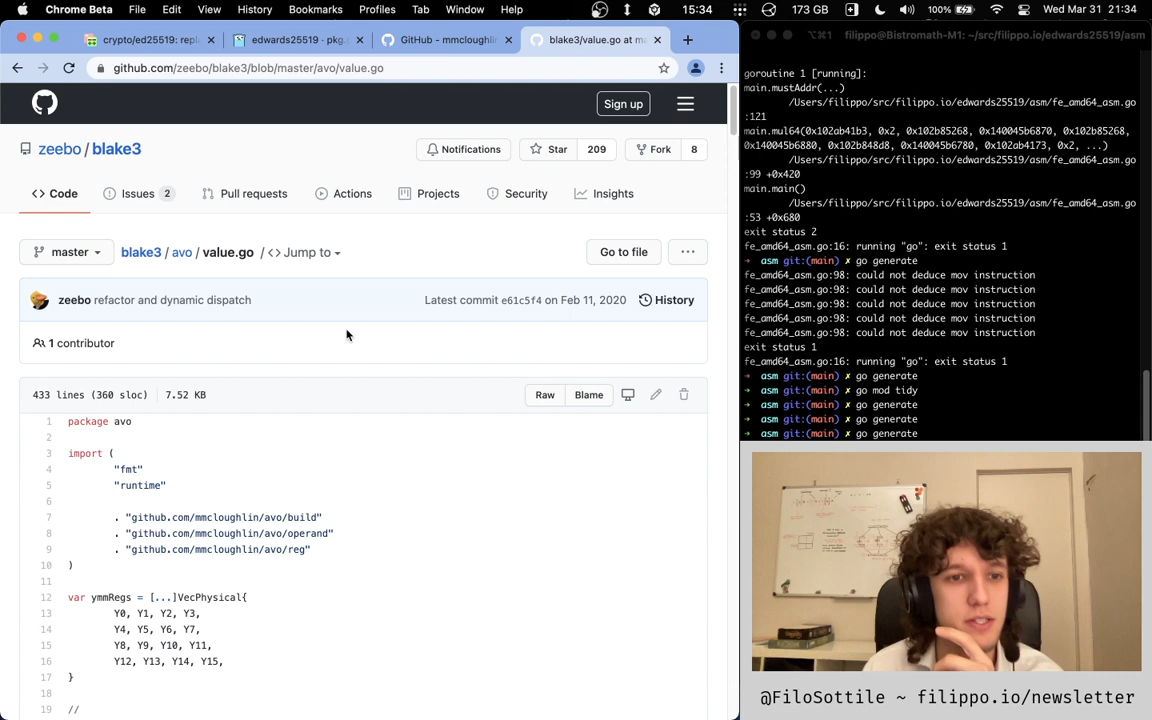 Chrome Beta File Edit View History Bookmarks Profiles Tab Window Help 15:34 173 GB 100% Wed Mar 31 21:34
crypto/ed25519: repl
edwards25519 · pkg.
GitHub - mmcloughlin
blake3/value.go at m
⌥⌘1 filippo@Bistromath-M1: ~/src/filippo.io/edwards25519/asm
github.com/zeebo/blake3/blob/master/avo/value.go
Sign up
zeebo / blake3
Notifications Star 209 Fork 8
Code Issues 2 Pull requests Actions Projects Security Insights
master blake3 / avo / value.go / <> Jump to Go to file ...
zeebo refactor and dynamic dispatch Latest commit e61c5f4 on Feb 11, 2020 History
1 contributor
433 lines (360 sloc) 7.52 KB Raw Blame
1 package avo
2
3 import (
4 "fmt"
5 "runtime"
6
7 . "github.com/mmcloughlin/avo/build"
8 . "github.com/mmcloughlin/avo/operand"
9 . "github.com/mmcloughlin/avo/reg"
10 )
11
12 var ymmRegs = [...]VecPhysical{
13 Y0, Y1, Y2, Y3,
14 Y4, Y5, Y6, Y7,
15 Y8, Y9, Y10, Y11,
16 Y12, Y13, Y14, Y15,
17 }
18
19 //
goroutine 1 [running]:
main.mustAddr(...)
/Users/filippo/src/filippo.io/edwards25519/asm/fe_amd64_asm.go
:121
main.mul64(0x102ab41b3, 0x2, 0x102b85268, 0x140045b6870, 0x102b85268,
0x140045b6880, 0x102b848d8, 0x140045b6780, 0x102ab4173, 0x2, ...)
/Users/filippo/src/filippo.io/edwards25519/asm/fe_amd64_asm.go
:99 +0x420
main.main()
/Users/filippo/src/filippo.io/edwards25519/asm/fe_amd64_asm.go
:53 +0x680
exit status 2
fe_amd64_asm.go:16: running "go": exit status 1
➜ asm git:(main) ✗ go generate
fe_amd64_asm.go:98: could not deduce mov instruction
fe_amd64_asm.go:98: could not deduce mov instruction
fe_amd64_asm.go:98: could not deduce mov instruction
fe_amd64_asm.go:98: could not deduce mov instruction
fe_amd64_asm.go:98: could not deduce mov instruction
exit status 1
fe_amd64_asm.go:16: running "go": exit status 1
➜ asm git:(main) ✗ go generate
➜ asm git:(main) ✗ go mod tidy
➜ asm git:(main) ✗ go generate
➜ asm git:(main) ✗ go generate
➜ asm git:(main) ✗ go generate
@FiloSottile ~ filippo.io/newsletter